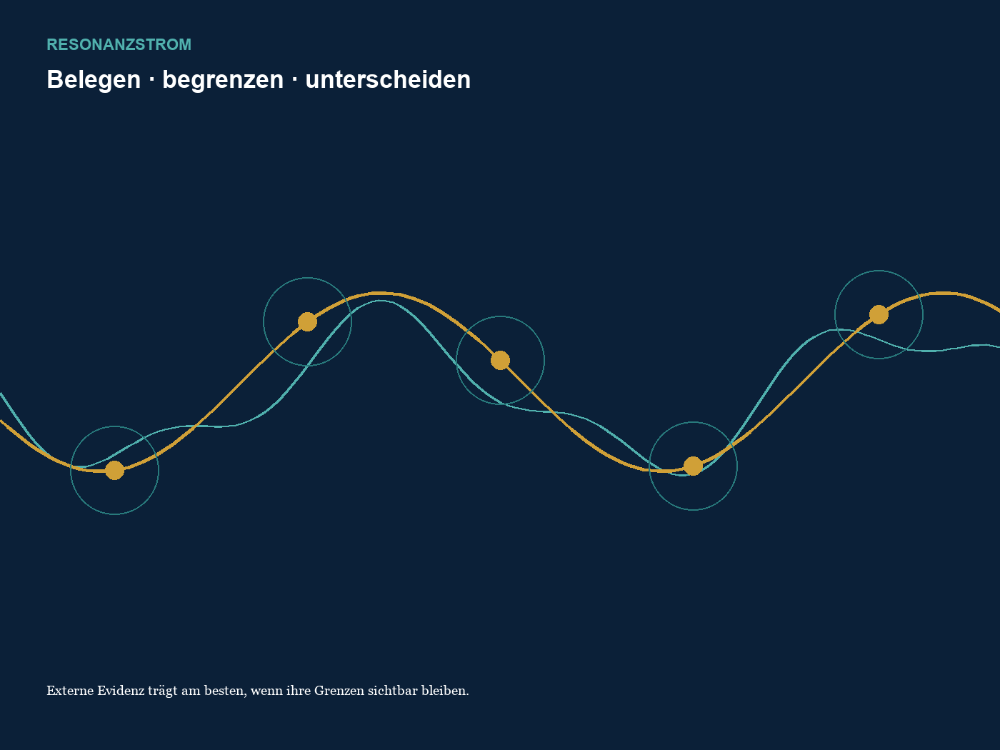 RESONANZSTROM
Belegen · begrenzen · unterscheiden
Externe Evidenz trägt am besten, wenn ihre Grenzen sichtbar bleiben.